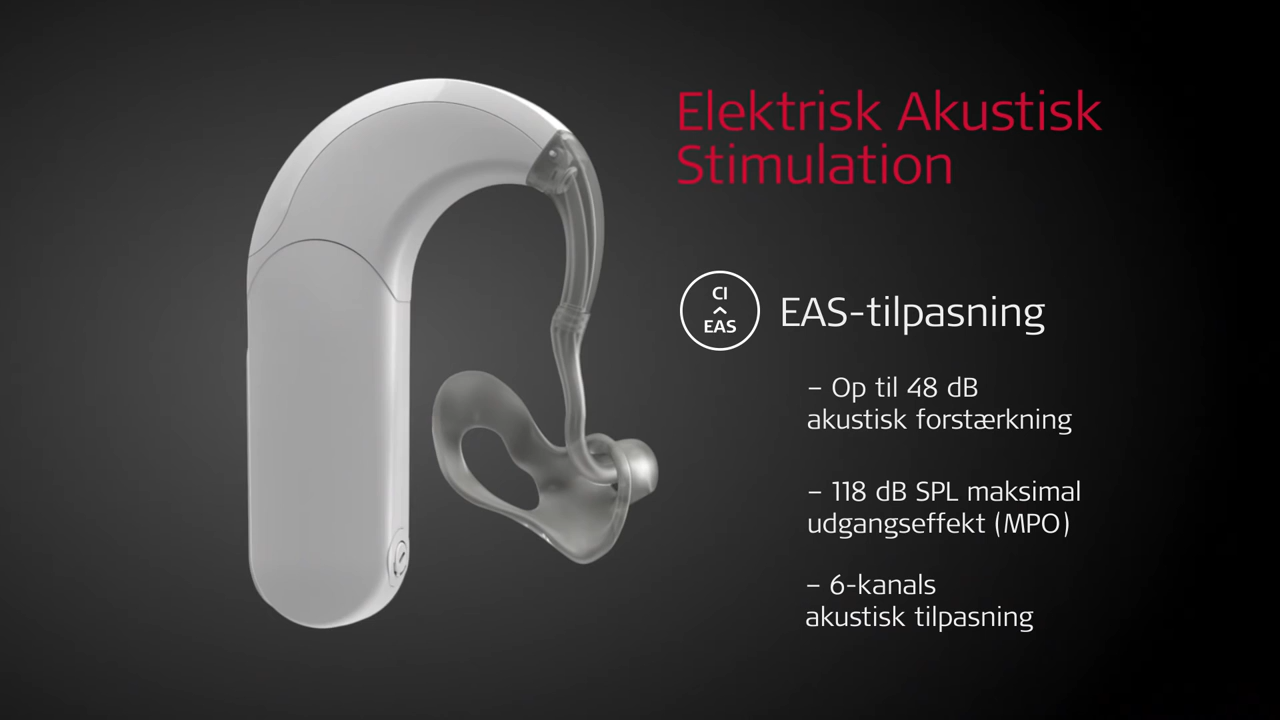 Elektrisk Akustisk
Stimulation
CI
EAS
EAS-tilpasning
– Op til 48 dB
akustisk forstærkning
– 118 dB SPL maksimal
udgangseffekt (MPO)
– 6-kanals
akustisk tilpasning